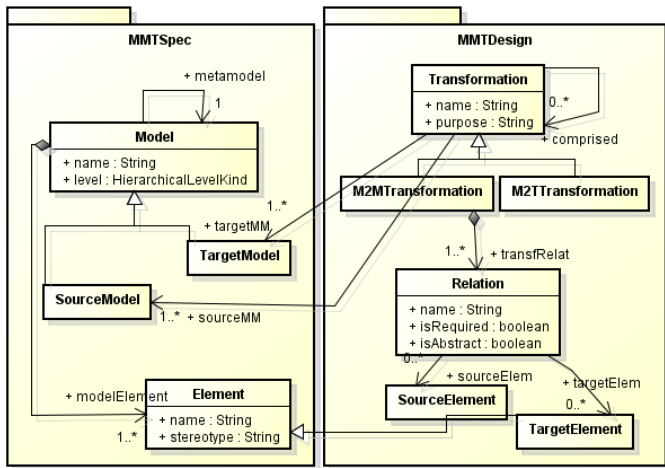 MMTSpec
+ metamodel
1
Model
+ name : String
+ level : HierarchicalLevelKind
1..*
+ targetMM
TargetModel
SourceModel
1..* + sourceMM
+ modelElement
1..*
Element
+ name : String
+ stereotype : String
MMTDesign
Transformation
+ name : String
+ purpose : String
0..*
+ comprised
M2MTransformation
M2TTransformation
1..*
+ transfRelat
Relation
+ name : String
+ isRequired : boolean
+ isAbstract : boolean
0..*
+ sourceElem
+ targetElem
SourceElement
0..*
TargetElement